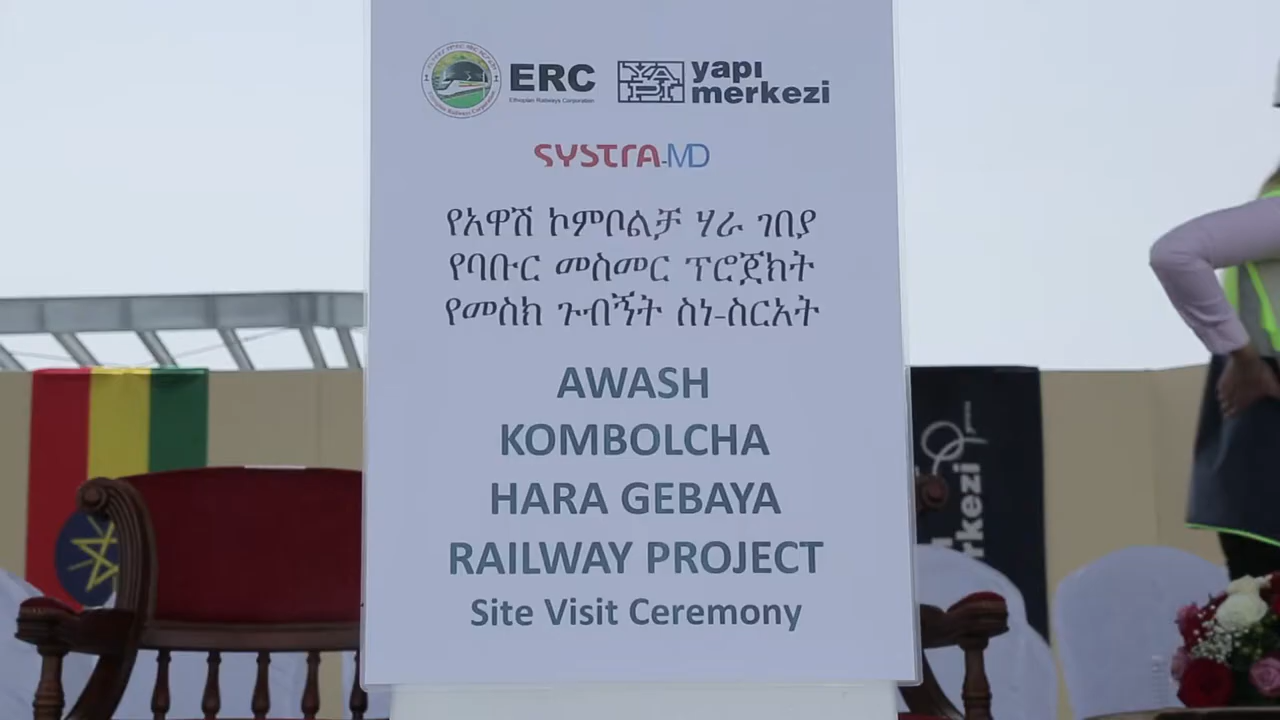 ERC
Ethiopian Railways Corporation
YAPI
yapı
merkezi
SYSTRA-MD
የአዋሽ ኮምቦልቻ ሃራ ገበያ
የባቡር መስመር ፕሮጀክት
የመስክ ጉብኝት ስነ-ስርአት
AWASH
KOMBOLCHA
HARA GEBAYA
RAILWAY PROJECT
Site Visit Ceremony